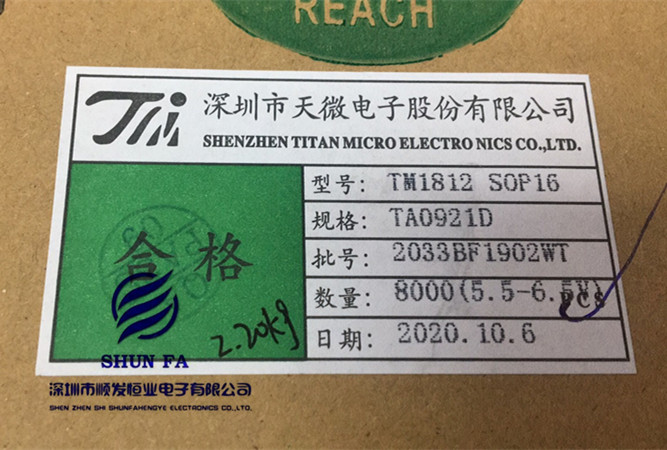 REACH
TM
深圳市天微电子股份有限公司
SHENZHEN TITAN MICRO ELECTRO NICS CO.,LTD.
型号: TM1812 SOP16
规格: TA0921D
批号: 2033BF1902WT
数量: 8000(5.5-6.5V)
PCS
日期: 2020.10.6
合格
2.20kg
SHUN FA
深圳市顺发恒业电子有限公司
SHEN ZHEN SHI SHUNFAHENGYE ELECTRONICS CO.,LTD.